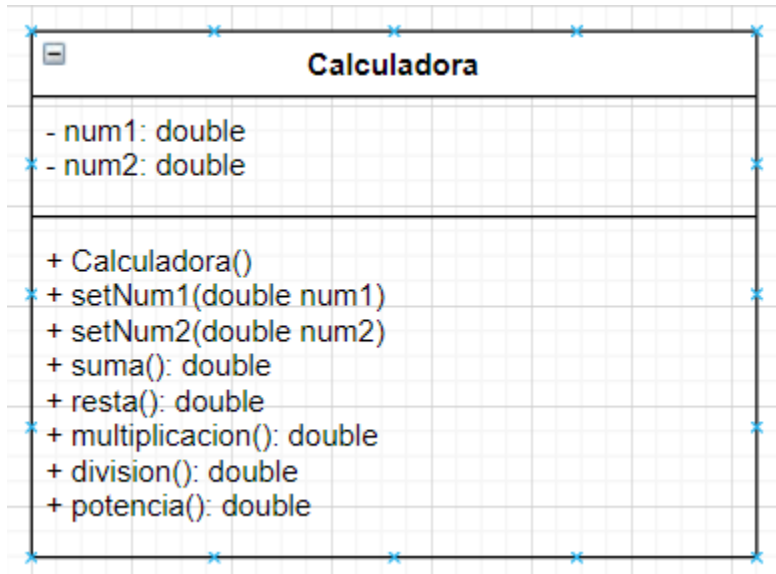 Calculadora
- num1: double
- num2: double
+ Calculadora()
+ setNum1(double num1)
+ setNum2(double num2)
+ suma(): double
+ resta(): double
+ multiplicacion(): double
+ division(): double
+ potencia(): double